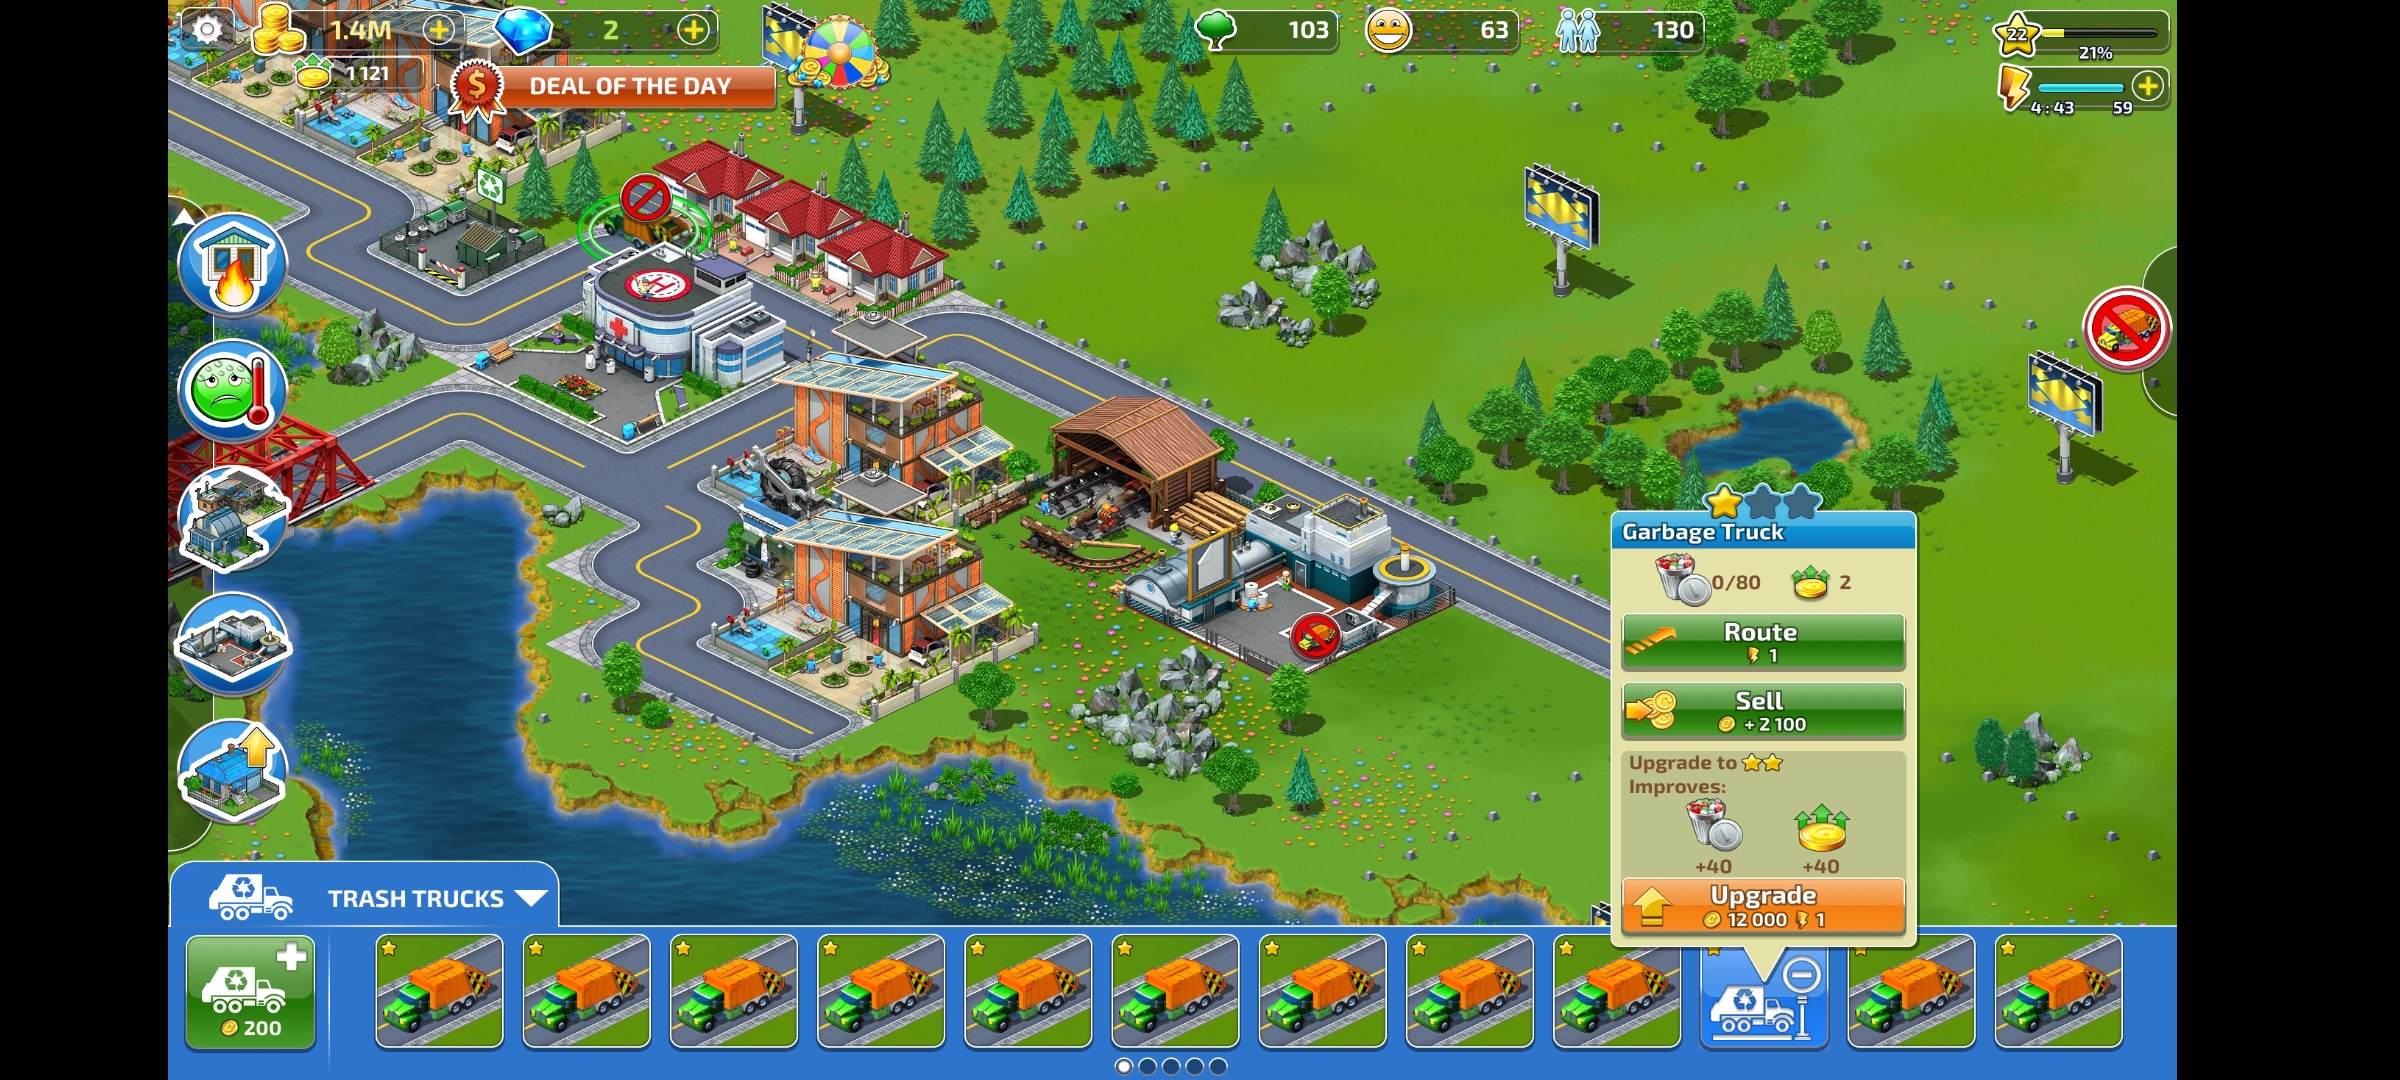 1.4M
2
103
63
130
22
21%
1 121
DEAL OF THE DAY
4:43
59
H
Garbage Truck
0/80
2
Route
1
Sell
+ 2 100
Upgrade to
Improves:
+40
+40
Upgrade
12 000
1
TRASH TRUCKS
200